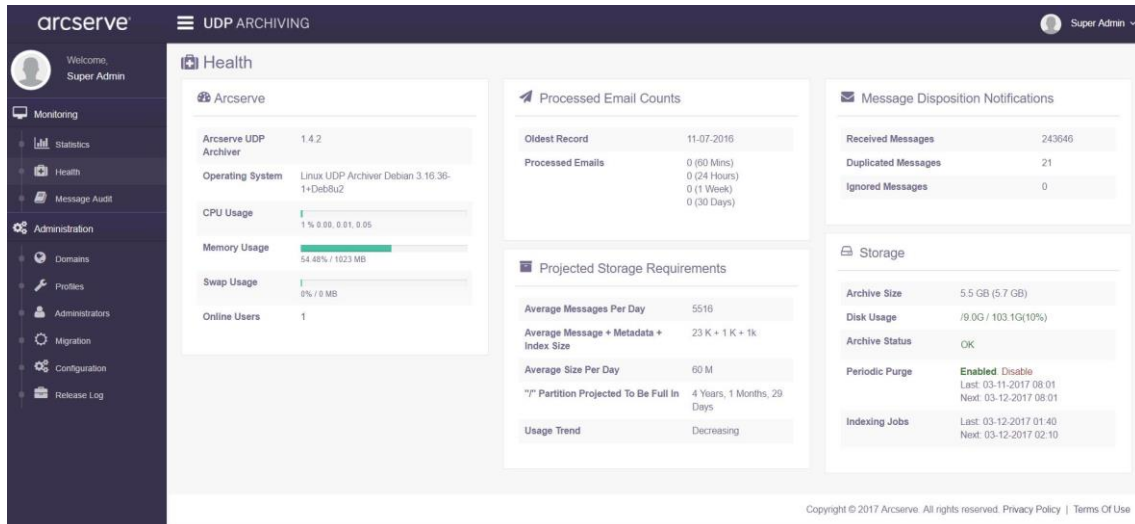 arcserve
UDP ARCHIVING
Super Admin
Welcome,
Super Admin
Monitoring
Statistics
Health
Message Audit
Administration
Domains
Profiles
Administrators
Migration
Configuration
Release Log
Health
Arcserve
Arcserve UDP Archiver 1.4.2
Operating System Linux UDP Archiver Debian 3.16.36-1+Deb8u2
CPU Usage
1 % 0.00, 0.01, 0.05
Memory Usage
54.48% / 1023 MB
Swap Usage
0% / 0 MB
Online Users 1
Processed Email Counts
Oldest Record 11-07-2016
Processed Emails 0 (60 Mins)
0 (24 Hours)
0 (1 Week)
0 (30 Days)
Projected Storage Requirements
Average Messages Per Day 5516
Average Message + Metadata + Index Size 23 K + 1 K + 1k
Average Size Per Day 60 M
"/" Partition Projected To Be Full In 4 Years, 1 Months, 29 Days
Usage Trend Decreasing
Message Disposition Notifications
Received Messages 243646
Duplicated Messages 21
Ignored Messages 0
Storage
Archive Size 5.5 GB (5.7 GB)
Disk Usage /9.0G / 103.1G(10%)
Archive Status OK
Periodic Purge Enabled Disable
Last: 03-11-2017 08:01
Next: 03-12-2017 08:01
Indexing Jobs Last: 03-12-2017 01:40
Next: 03-12-2017 02:10
Copyright © 2017 Arcserve. All rights reserved. Privacy Policy | Terms Of Use